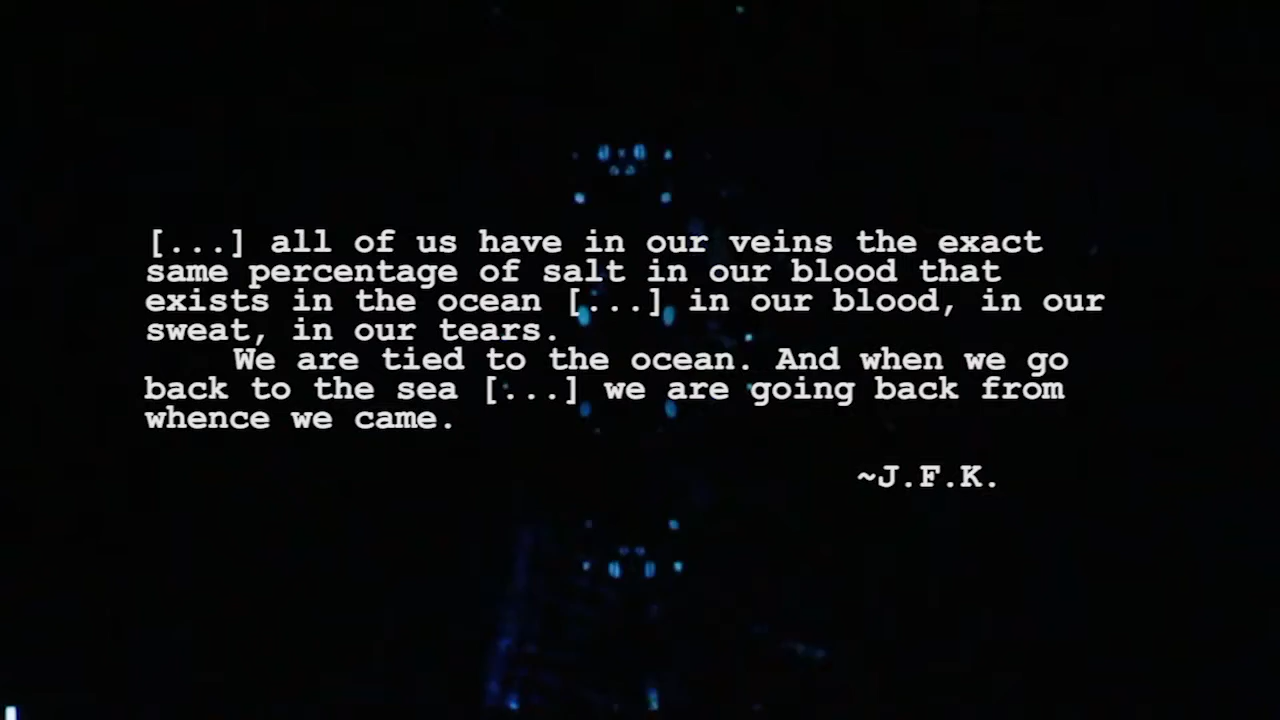 [...] all of us have in our veins the exact
same percentage of salt in our blood that
exists in the ocean [...] in our blood, in our
sweat, in our tears.
We are tied to the ocean. And when we go
back to the sea [...] we are going back from
whence we came.
~J.F.K.